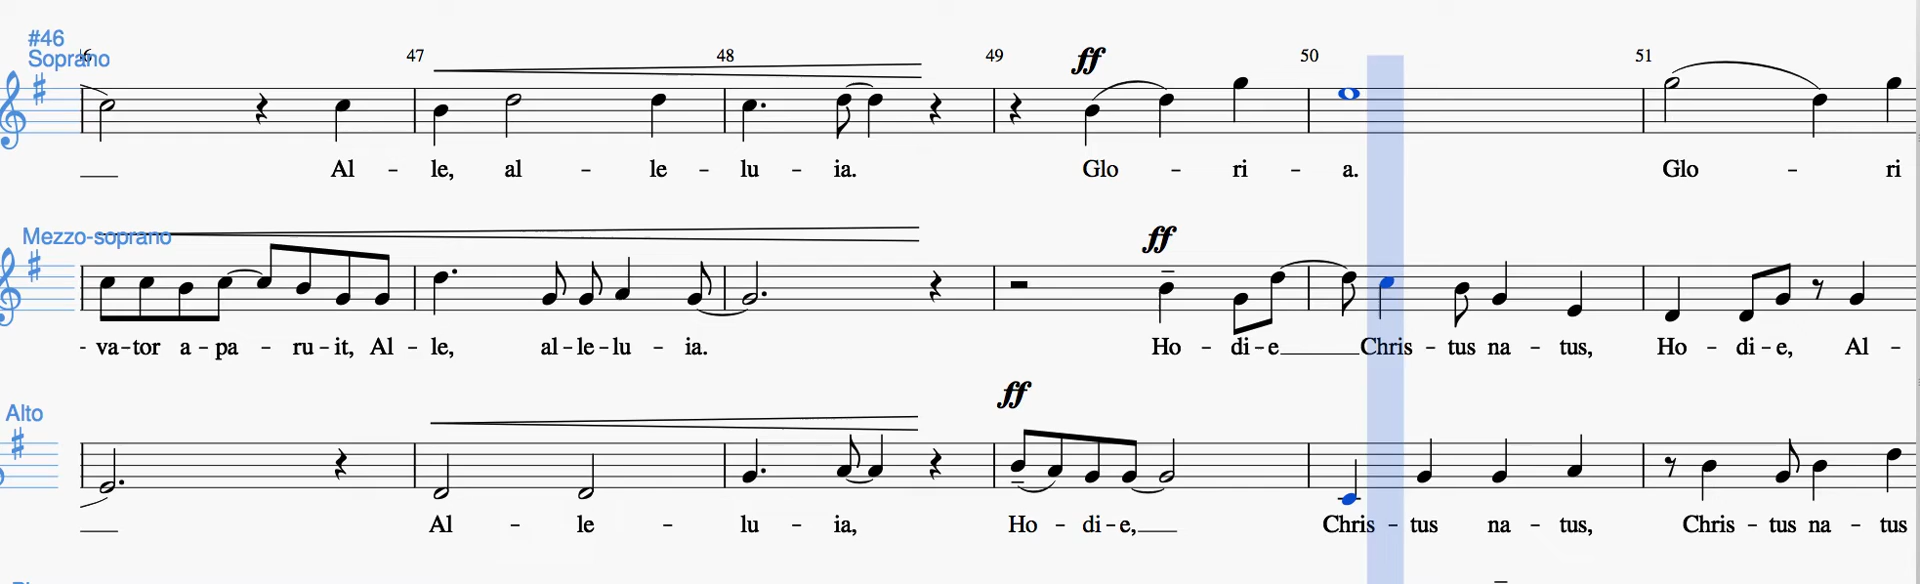 #46
Soprano
47 48 49 50 51
ff
Al - le, al - le - lu - ia. Glo - ri - a. Glo - ri
Mezzo-soprano
ff
- va - tor a - pa - ru - it, Al - le, al - le - lu - ia. Ho - di - e Chris - tus na - tus, Ho - di - e, Al -
Alto
ff
Al - le - lu - ia, Ho - di - e, Chris - tus na - tus, Chris - tus na - tus